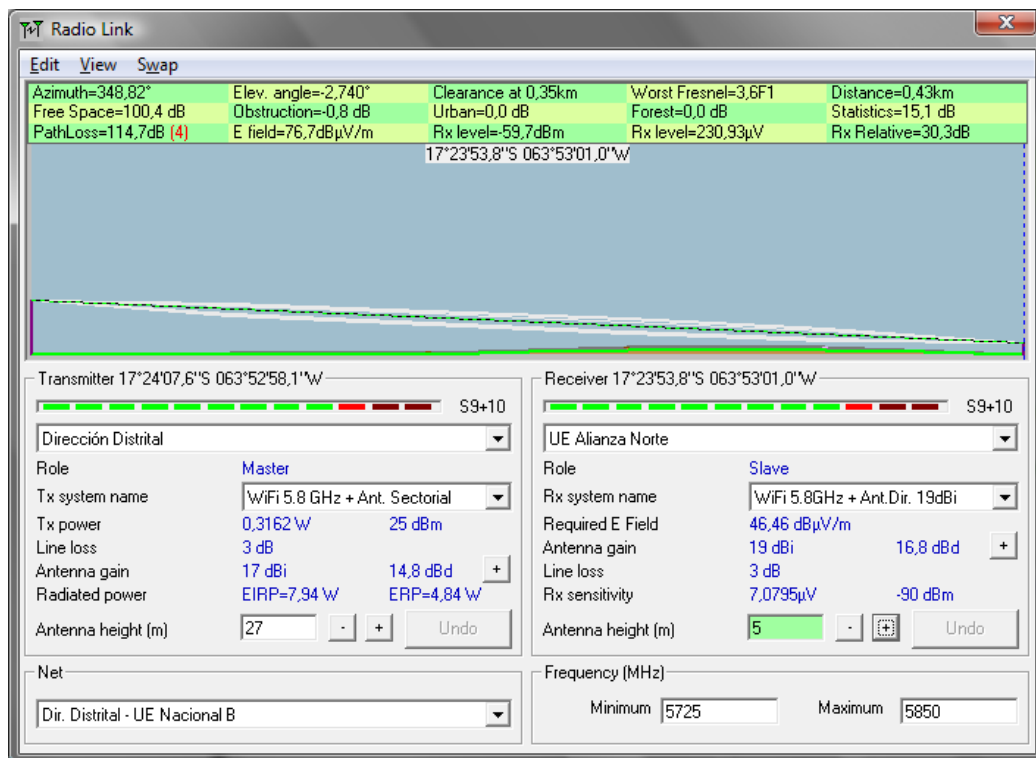 Radio Link
Edit View Swap
Azimuth=348,82° Elev. angle=-2,740° Clearance at 0,35km Worst Fresnel=3,6F1 Distance=0,43km
Free Space=100,4 dB Obstruction=-0,8 dB Urban=0,0 dB Forest=0,0 dB Statistics=15,1 dB
PathLoss=114,7dB (4) E field=76,7dBµV/m Rx level=-59,7dBm Rx level=230,93µV Rx Relative=30,3dB
17°23'53,8"S 063°53'01,0"W
Transmitter 17°24'07,6"S 063°52'58,1"W
S9+10
Dirección Distrital
Role Master
Tx system name WiFi 5.8 GHz + Ant. Sectorial
Tx power 0,3162 W 25 dBm
Line loss 3 dB
Antenna gain 17 dBi 14,8 dBd +
Radiated power EIRP=7,94 W ERP=4,84 W
Antenna height (m) 27 - + Undo
Net
Dir. Distrital - UE Nacional B
Receiver 17°23'53,8"S 063°53'01,0"W
S9+10
UE Alianza Norte
Role Slave
Rx system name WiFi 5.8GHz + Ant.Dir. 19dBi
Required E Field 46,46 dBµV/m
Antenna gain 19 dBi 16,8 dBd +
Line loss 3 dB
Rx sensitivity 7,0795µV -90 dBm
Antenna height (m) 5 - + Undo
Frequency (MHz)
Minimum 5725 Maximum 5850